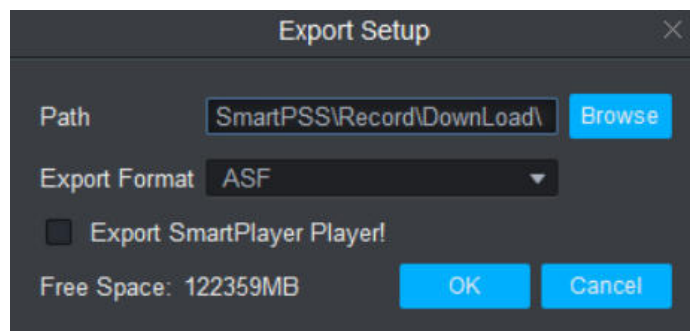 Export Setup
Path SmartPSS\Record\DownLoad\ Browse
Export Format ASF
Export SmartPlayer Player!
Free Space: 122359MB OK Cancel